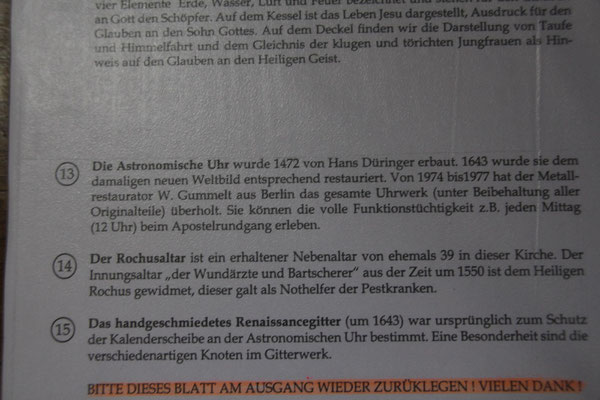 vier Elemente Erde, Wasser, Luft und Feuer bezeichnet und stehen für den
an Gott den Schöpfer. Auf dem Kessel ist das Leben Jesu dargestellt, Ausdruck für den
Glauben an den Sohn Gottes. Auf dem Deckel finden wir die Darstellung von Taufe
und Himmelfahrt und dem Gleichnis der klugen und törichten Jungfrauen als Hin-
weis auf den Glauben an den Heiligen Geist.
13 Die Astronomische Uhr wurde 1472 von Hans Düringer erbaut. 1643 wurde sie dem
damaligen neuen Weltbild entsprechend restauriert. Von 1974 bis1977 hat der Metall-
restaurator W. Gummelt aus Berlin das gesamte Uhrwerk (unter Beibehaltung aller
Originalteile) überholt. Sie können die volle Funktionstüchtigkeit z.B. jeden Mittag
(12 Uhr) beim Apostelrundgang erleben.
14 Der Rochusaltar ist ein erhaltener Nebenaltar von ehemals 39 in dieser Kirche. Der
Innungsaltar „der Wundärzte und Bartscherer" aus der Zeit um 1550 ist dem Heiligen
Rochus gewidmet, dieser galt als Nothelfer der Pestkranken.
15 Das handgeschmiedetes Renaissancegitter (um 1643) war ursprünglich zum Schutz
der Kalenderscheibe an der Astronomischen Uhr bestimmt. Eine Besonderheit sind die
verschiedenartigen Knoten im Gitterwerk.
BITTE DIESES BLATT AM AUSGANG WIEDER ZURÜKLEGEN ! VIELEN DANK !